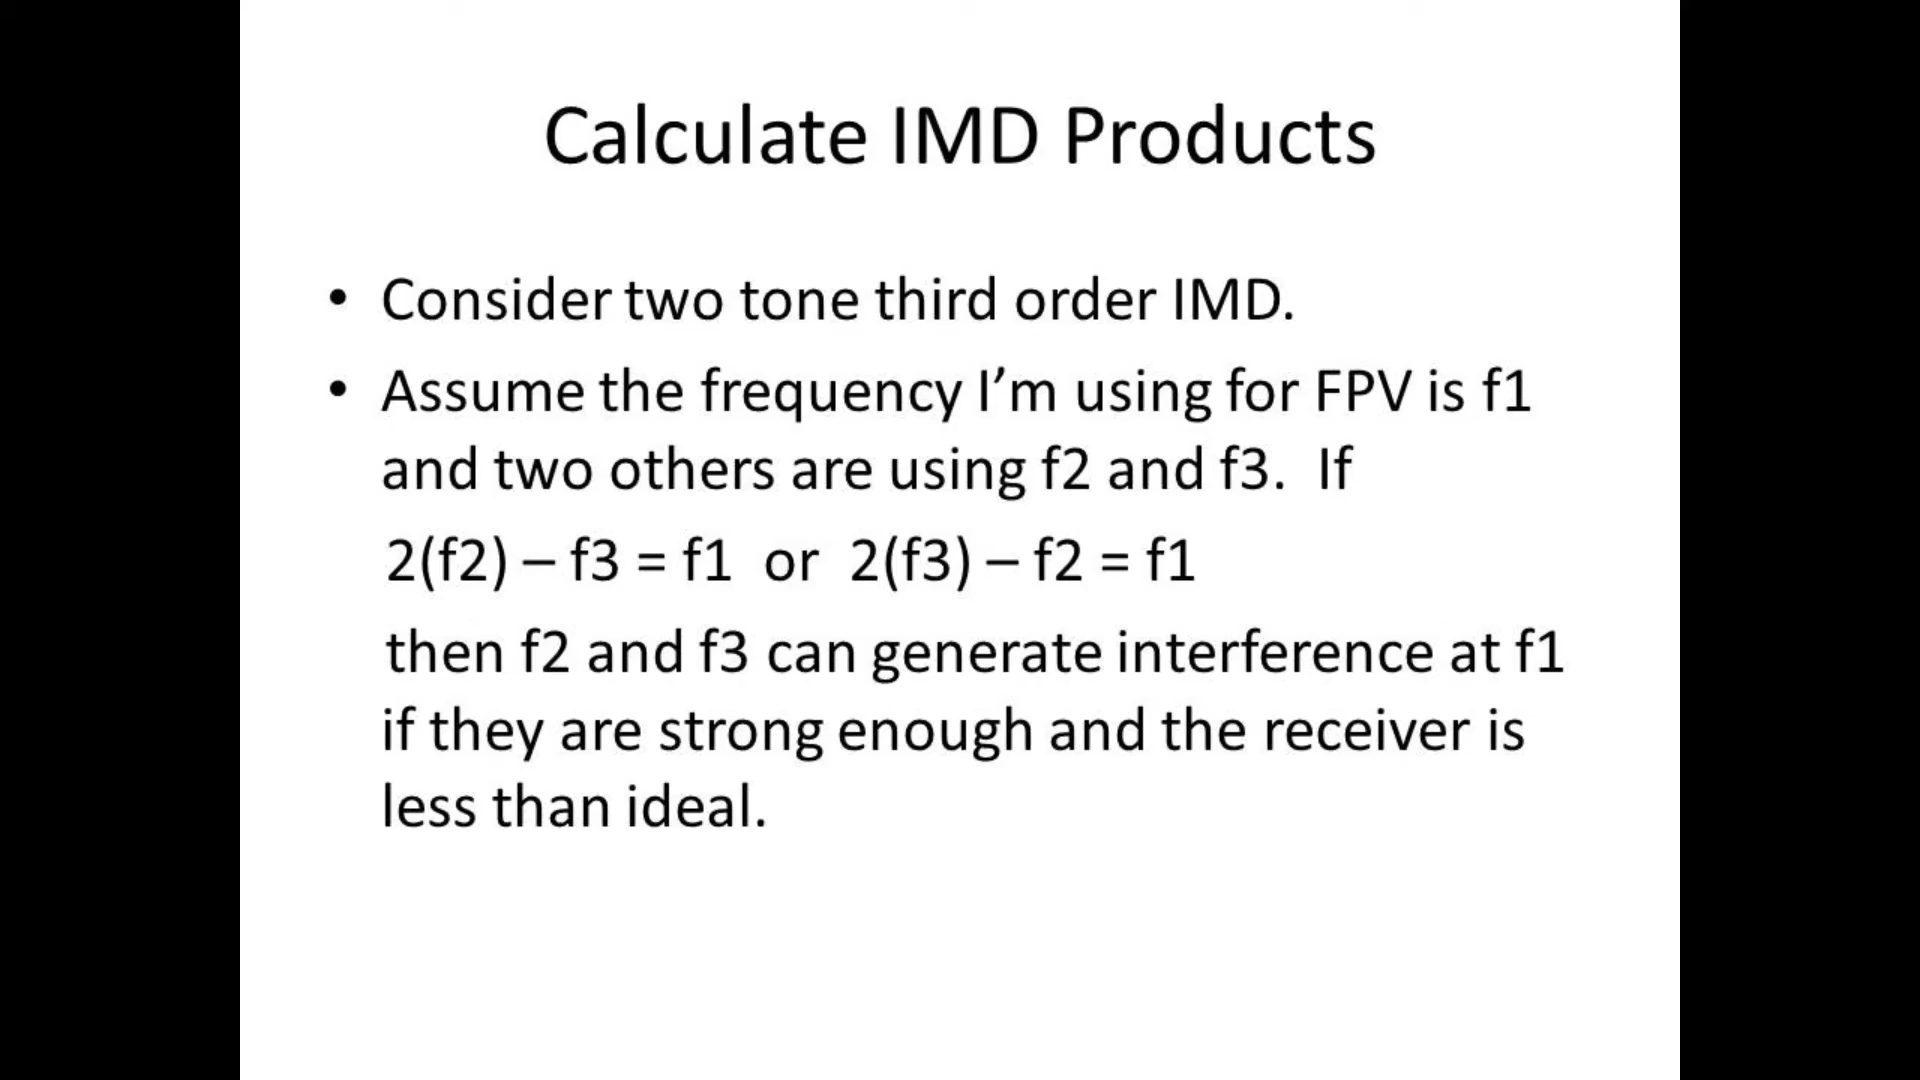 Calculate IMD Products
• Consider two tone third order IMD.
• Assume the frequency I’m using for FPV is f1
and two others are using f2 and f3.  If
2(f2) – f3 = f1  or  2(f3) – f2 = f1
then f2 and f3 can generate interference at f1
if they are strong enough and the receiver is
less than ideal.